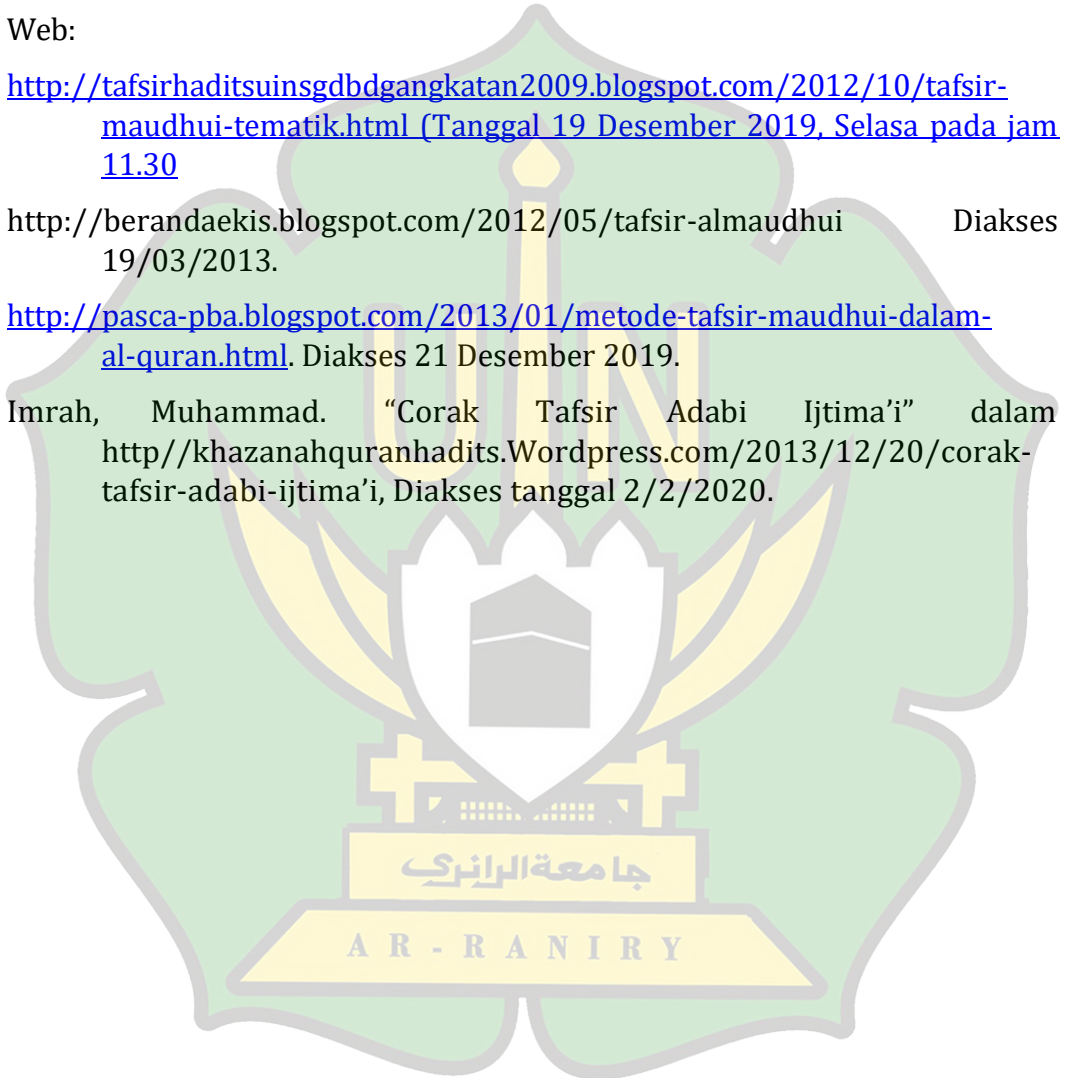 Web:
http://tafsirhaditsuinsgdbdgangkatan2009.blogspot.com/2012/10/tafsir-
maudhui-tematik.html (Tanggal 19 Desember 2019, Selasa pada jam
11.30
http://berandaekis.blogspot.com/2012/05/tafsir-almaudhui Diakses
19/03/2013.
http://pasca-pba.blogspot.com/2013/01/metode-tafsir-maudhui-dalam-
al-quran.html. Diakses 21 Desember 2019.
Imrah, Muhammad. “Corak Tafsir Adabi Ijtima’i” dalam
http//khazanahquranhadits.Wordpress.com/2013/12/20/corak-
tafsir-adabi-ijtima’i, Diakses tanggal 2/2/2020.
UIN
جامعةالرانري
AR-RANIRY